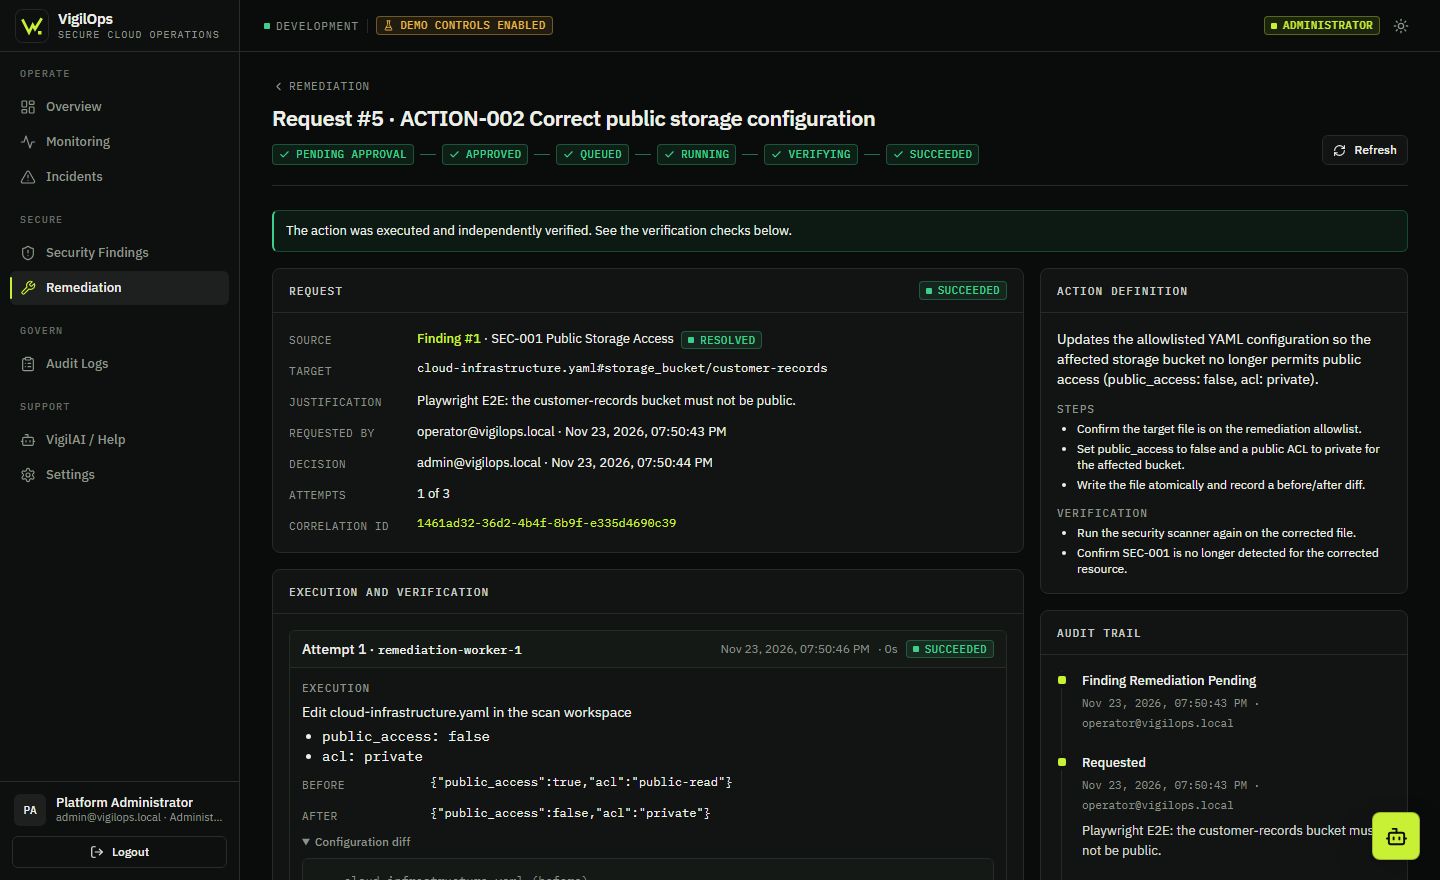 VigilOps
SECURE CLOUD OPERATIONS
DEVELOPMENT
DEMO CONTROLS ENABLED
ADMINISTRATOR
OPERATE
Overview
Monitoring
Incidents
SECURE
Security Findings
Remediation
GOVERN
Audit Logs
SUPPORT
VigilAI / Help
Settings
PA
Platform Administrator
admin@vigilops.local · Administ...
Logout
REMEDIATION
Request #5 · ACTION-002 Correct public storage configuration
PENDING APPROVAL
APPROVED
QUEUED
RUNNING
VERIFYING
SUCCEEDED
Refresh
The action was executed and independently verified. See the verification checks below.
REQUEST
SUCCEEDED
SOURCE
Finding #1 · SEC-001 Public Storage Access RESOLVED
TARGET
cloud-infrastructure.yaml#storage_bucket/customer-records
JUSTIFICATION
Playwright E2E: the customer-records bucket must not be public.
REQUESTED BY
operator@vigilops.local · Nov 23, 2026, 07:50:43 PM
DECISION
admin@vigilops.local · Nov 23, 2026, 07:50:44 PM
ATTEMPTS
1 of 3
CORRELATION ID
1461ad32-36d2-4b4f-8b9f-e335d4690c39
EXECUTION AND VERIFICATION
Attempt 1 · remediation-worker-1
Nov 23, 2026, 07:50:46 PM · 0s
SUCCEEDED
EXECUTION
Edit cloud-infrastructure.yaml in the scan workspace
• public_access: false
• acl: private
BEFORE
{"public_access":true,"acl":"public-read"}
AFTER
{"public_access":false,"acl":"private"}
▼ Configuration diff
cloud-infrastructure.yaml (before)
ACTION DEFINITION
Updates the allowlisted YAML configuration so the
affected storage bucket no longer permits public
access (public_access: false, acl: private).
STEPS
• Confirm the target file is on the remediation allowlist.
• Set public_access to false and a public ACL to private for
the affected bucket.
• Write the file atomically and record a before/after diff.
VERIFICATION
• Run the security scanner again on the corrected file.
• Confirm SEC-001 is no longer detected for the corrected
resource.
AUDIT TRAIL
Finding Remediation Pending
Nov 23, 2026, 07:50:43 PM ·
operator@vigilops.local
Requested
Nov 23, 2026, 07:50:43 PM ·
operator@vigilops.local
Playwright E2E: the customer-records bucket mus
not be public.